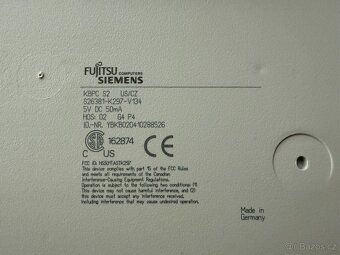 FUJITSU COMPUTERS
SIEMENS
KBPC S2 US/CZ
S26381-K297-V134
5V DC 50mA
HOS: 02 G4 P4
ID.-NR. YBKB020410288526
162874
C US
FCC ID:
This device complies with part 15 of the FCC Rules
and meets all requirements of the Canadian
Interference-Causing Equipment Regulations.
Operation is subject to the following two conditions: (1)
This device may not cause harmful interference, and (2)
this device must accept any interference received,
including interference that may cause undesired operation.
Made in
Germany